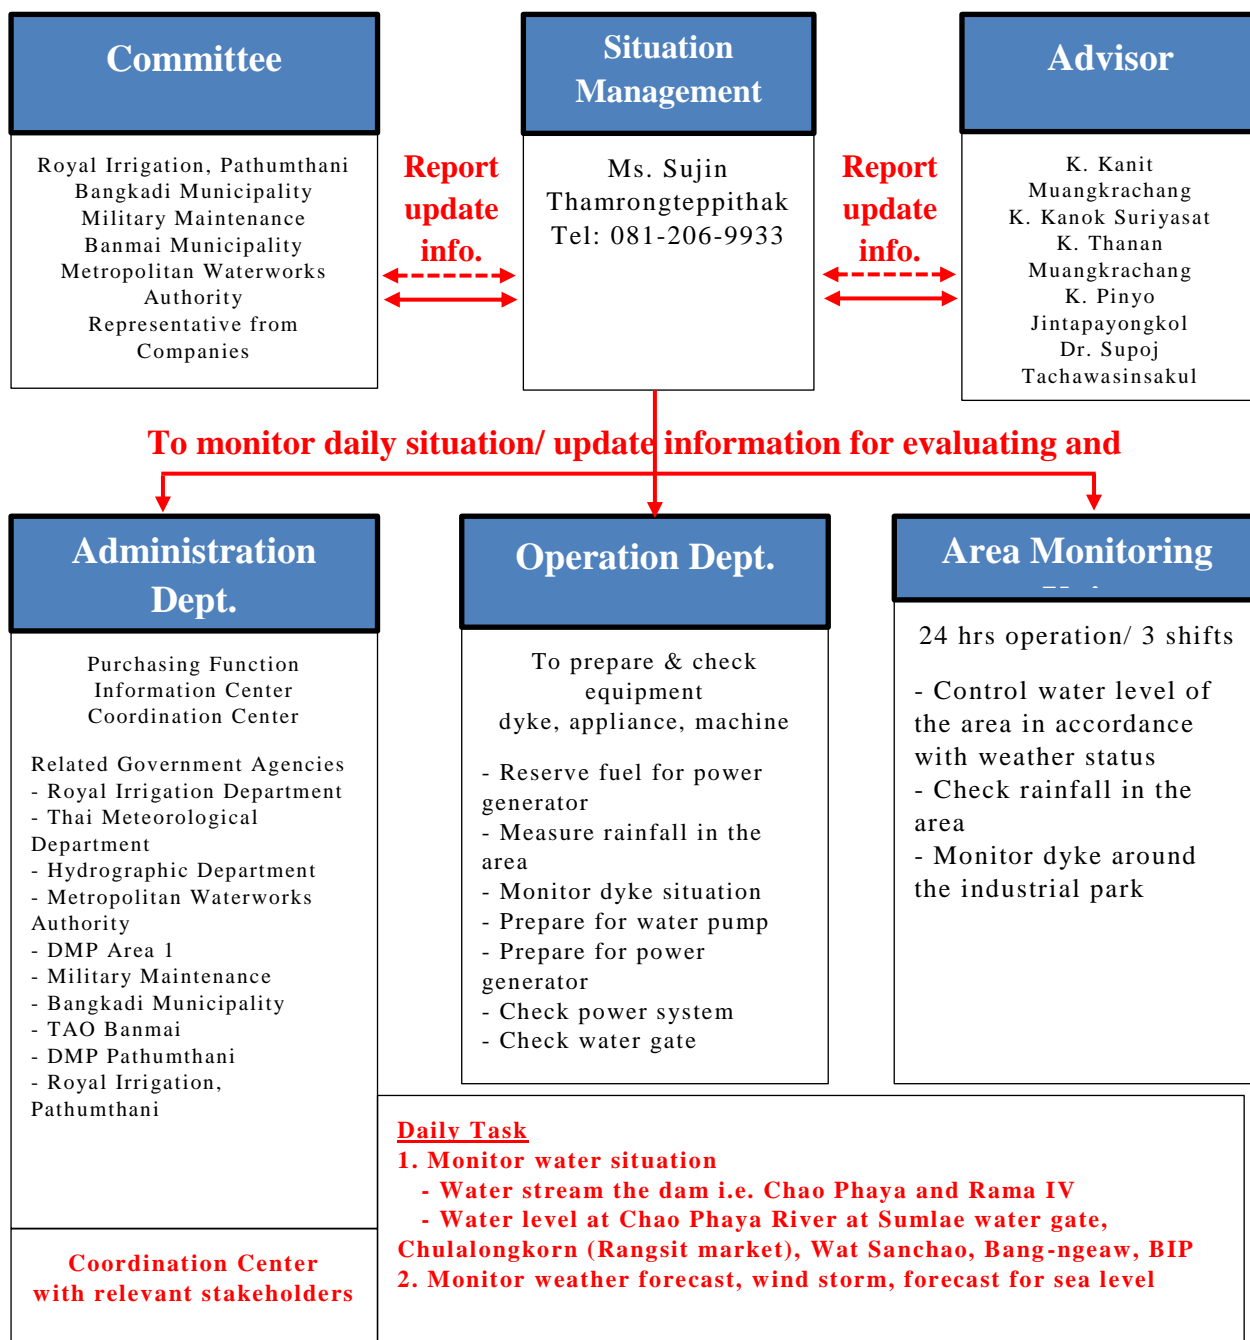 Committee
Royal Irrigation, Pathumthani
Bangkadi Municipality
Military Maintenance
Banmai Municipality
Metropolitan Waterworks
Authority
Representative from
Companies
Report
update
info.
Situation
Management
Ms. Sujin
Thamrongteppithak
Tel: 081-206-9933
Report
update
info.
Advisor
K. Kanit
Muangkrachang
K. Kanok Suriyasat
K. Thanan
Muangkrachang
K. Pinyo
Jintapayongkol
Dr. Supoj
Tachawasinsakul
To monitor daily situation/ update information for evaluating and
Administration
Dept.
Purchasing Function
Information Center
Coordination Center
Related Government Agencies
- Royal Irrigation Department
- Thai Meteorological
Department
- Hydrographic Department
- Metropolitan Waterworks
Authority
- DMP Area 1
- Military Maintenance
- Bangkadi Municipality
- TAO Banmai
- DMP Pathumthani
- Royal Irrigation,
Pathumthani
Coordination Center
with relevant stakeholders
Operation Dept.
To prepare & check
equipment
dyke, appliance, machine
- Reserve fuel for power
generator
- Measure rainfall in the
area
- Monitor dyke situation
- Prepare for water pump
- Prepare for power
generator
- Check power system
- Check water gate
Area Monitoring
24 hrs operation/ 3 shifts
- Control water level of
the area in accordance
with weather status
- Check rainfall in the
area
- Monitor dyke around
the industrial park
Daily Task
1. Monitor water situation
- Water stream the dam i.e. Chao Phaya and Rama IV
- Water level at Chao Phaya River at Sumlae water gate,
Chulalongkorn (Rangsit market), Wat Sanchao, Bang-ngeaw, BIP
2. Monitor weather forecast, wind storm, forecast for sea level